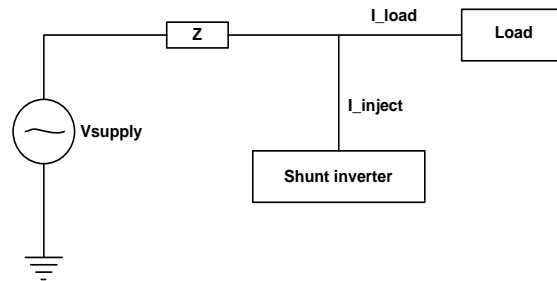 I_load
Z
Load
I_inject
Vsupply
Shunt inverter